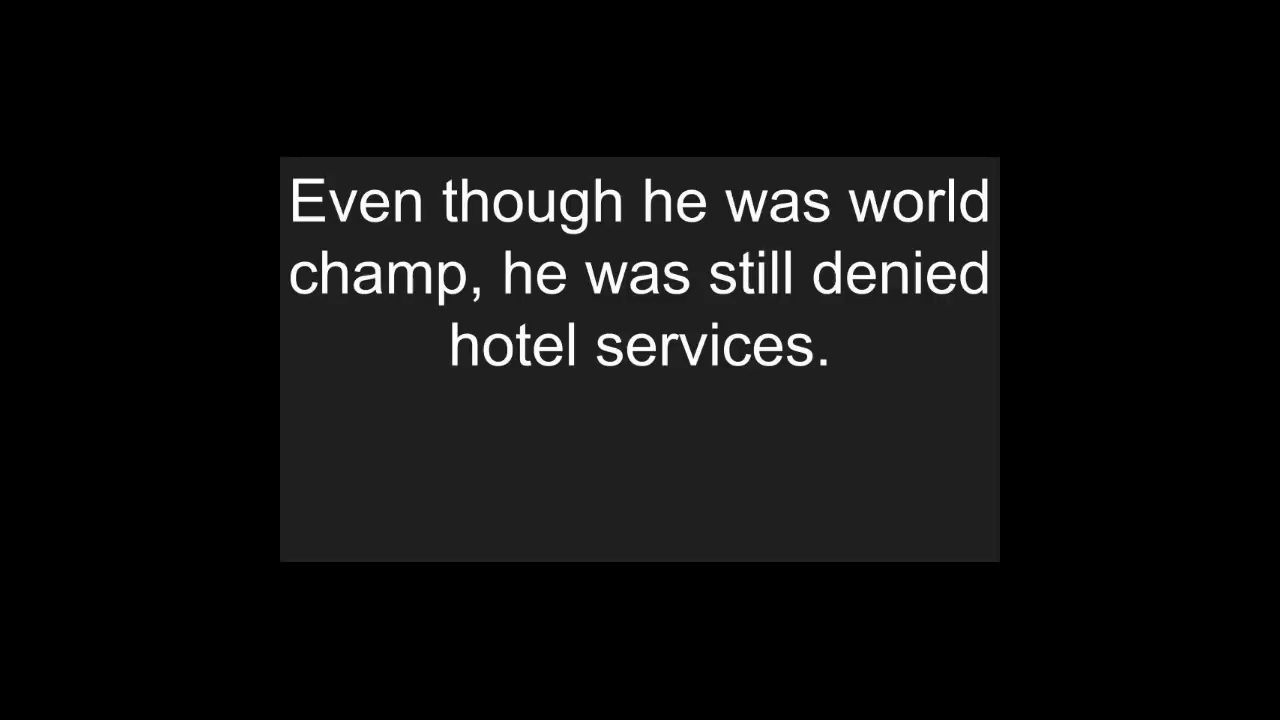 Even though he was world
champ, he was still denied
hotel services.